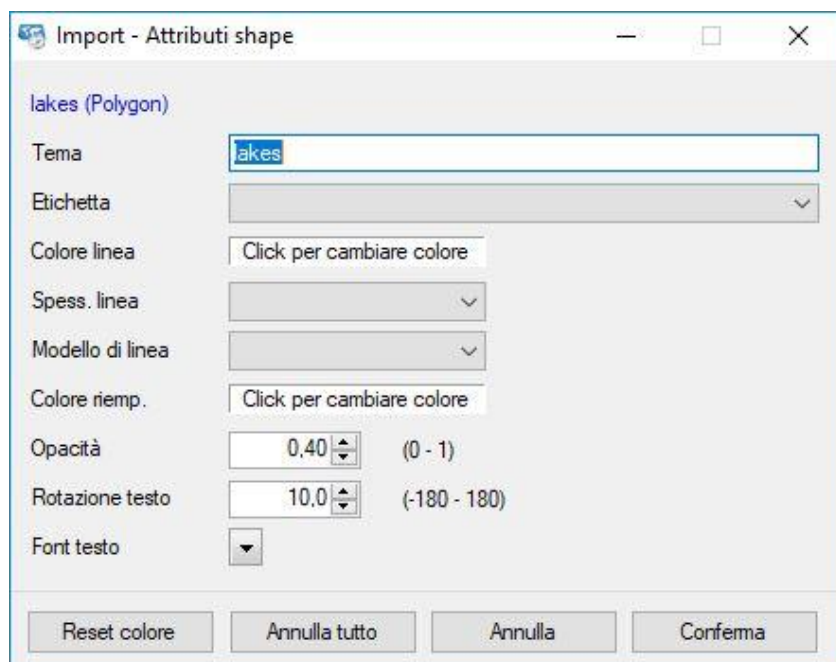 Import - Attributi shape
lakes (Polygon)
Tema lakes
Etichetta
Colore linea Click per cambiare colore
Spess. linea
Modello di linea
Colore riemp. Click per cambiare colore
Opacità 0,40 (0 - 1)
Rotazione testo 10,0 (-180 - 180)
Font testo
Reset colore Annulla tutto Annulla Conferma